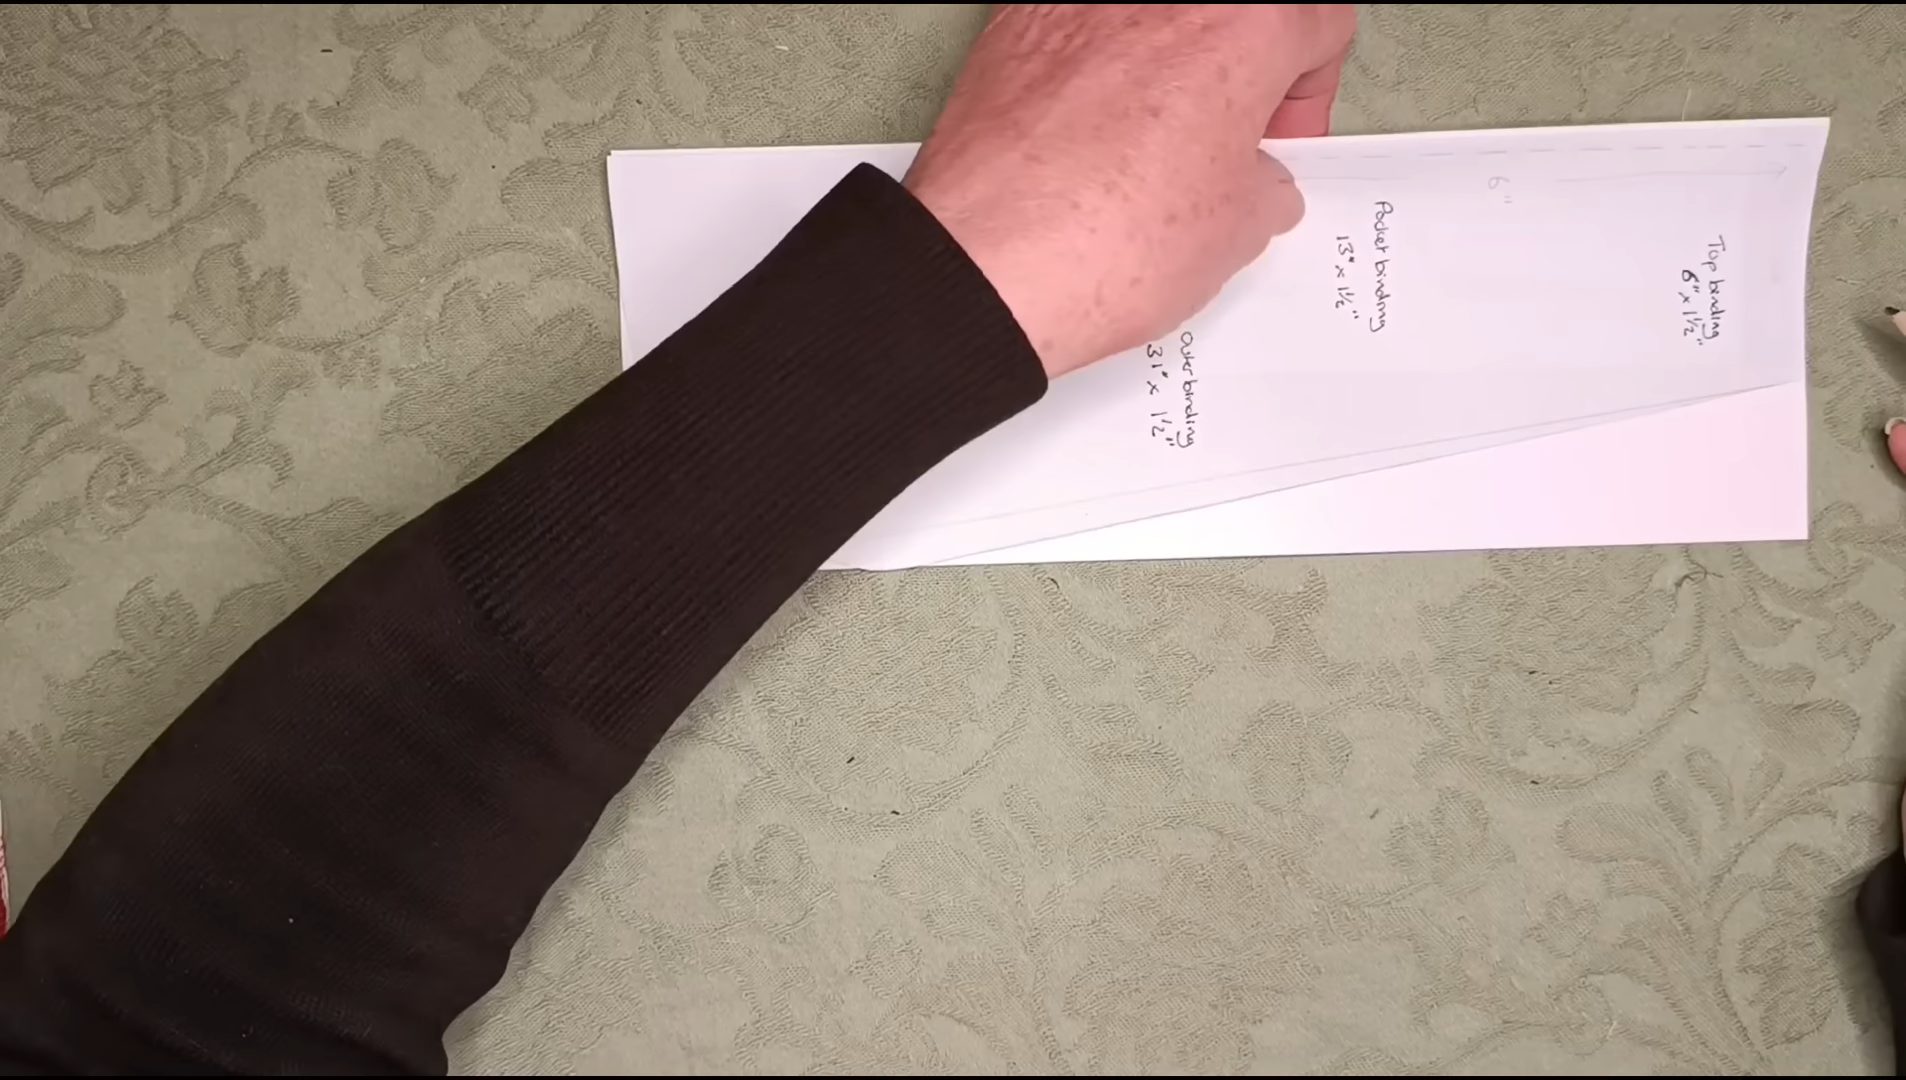 6"
Top binding
6" x 1½"
Pocket binding
13" x 1½"
Outer binding
31" x 1½"